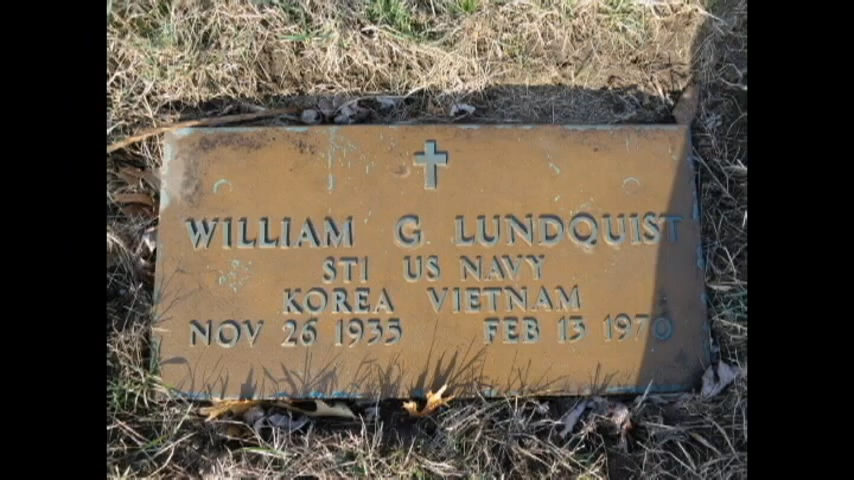 WILLIAM G. LUNDQUIST
ST1 US NAVY
KOREA VIETNAM
NOV 26 1935 FEB 13 1970